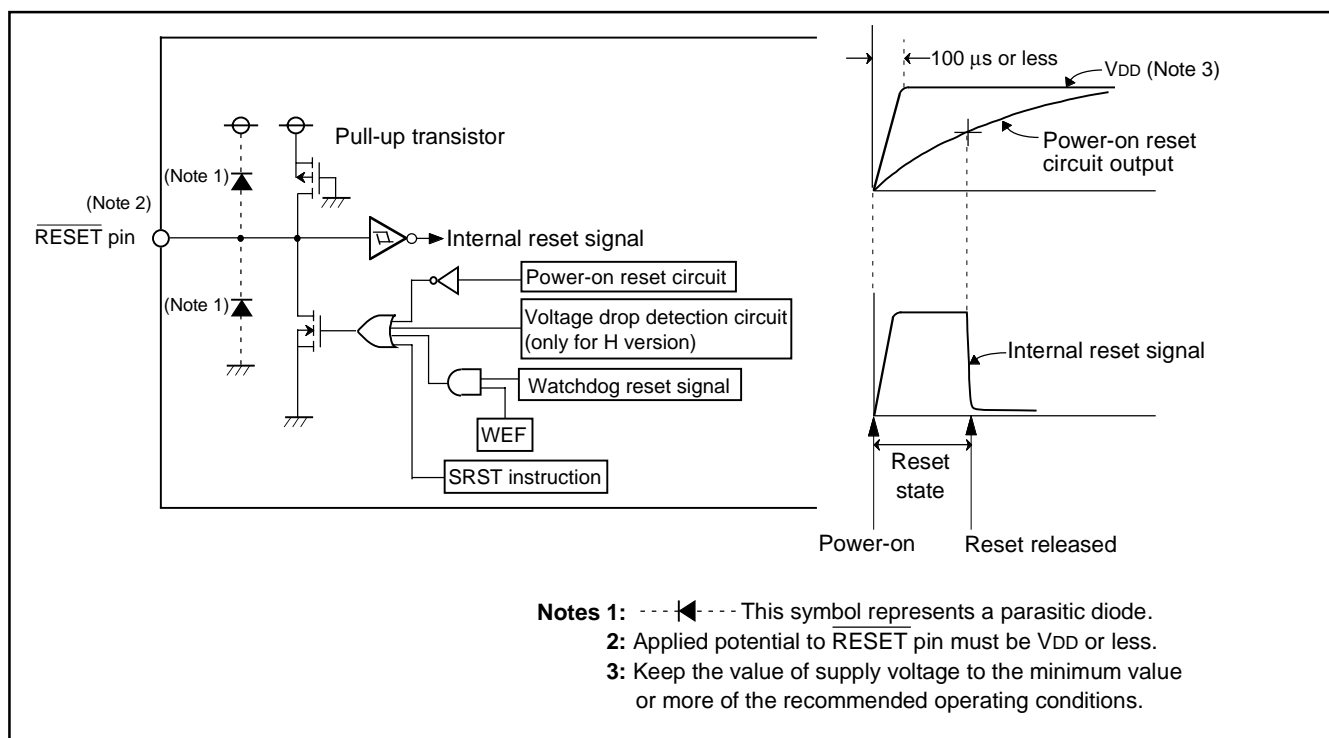 100 µs or less
VDD (Note 3)
Pull-up transistor
Power-on reset
circuit output
(Note 1)
(Note 2)
RESET pin
Internal reset signal
Power-on reset circuit
(Note 1)
Voltage drop detection circuit
(only for H version)
Internal reset signal
Watchdog reset signal
WEF
Reset
state
SRST instruction
Power-on
Reset released
Notes 1: This symbol represents a parasitic diode.
2: Applied potential to RESET pin must be VDD or less.
3: Keep the value of supply voltage to the minimum value
or more of the recommended operating conditions.